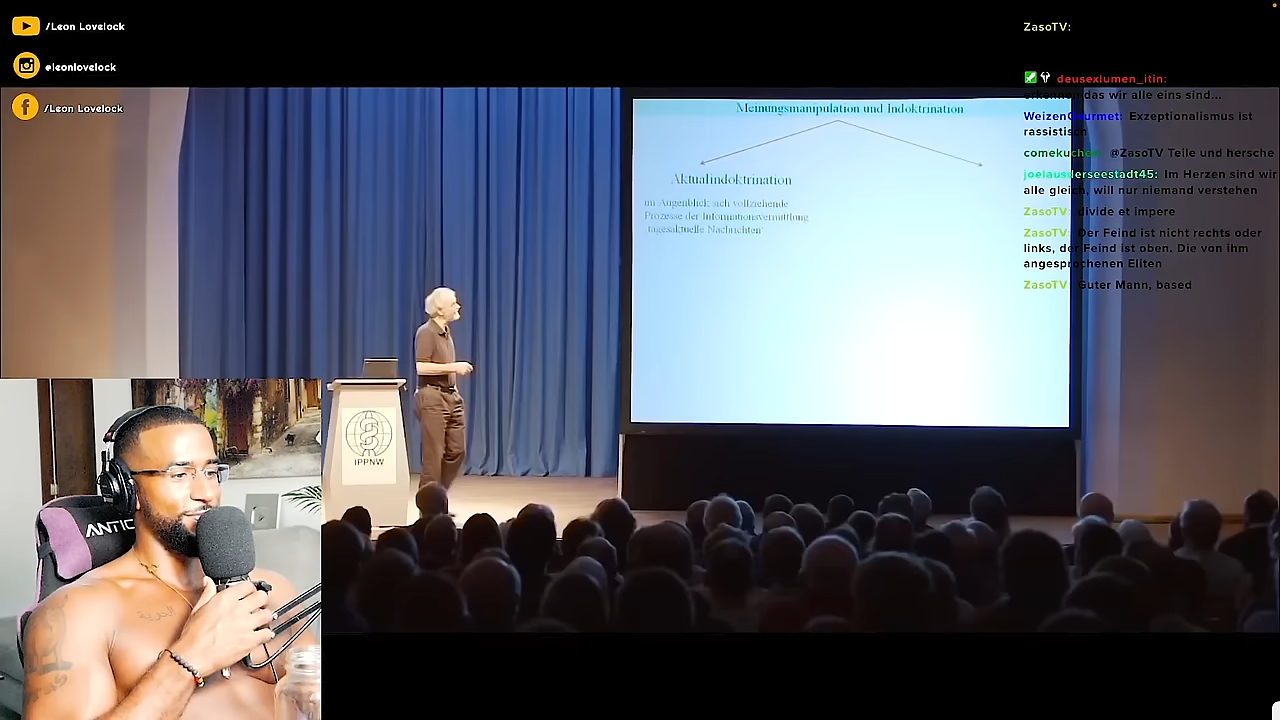 /Leon Lovelock
@leonlovelock
/Leon Lovelock
Meinungsmanipulation und Indoktrination
Aktualindoktrination
im Augenblick sich vollziehende
Prozesse der Informationsvermittlung
'tagesaktuelle Nachrichten'
IPPNW
ANTIC
ZasoTV:
deusexlumen_itin:
erkennen das wir alle eins sind...
WeizenGourmet: Exzeptionalismus ist
rassistisch
comekuchen @ZasoTV Teile und hersche
joelausderseestadt45: Im Herzen sind wir
alle gleich, will nur niemand verstehen
ZasoTV: divide et impere
ZasoTV: Der Feind ist nicht rechts oder
links, der Feind ist oben. Die von ihm
angesprochenen Eliten
ZasoTV: Guter Mann, based